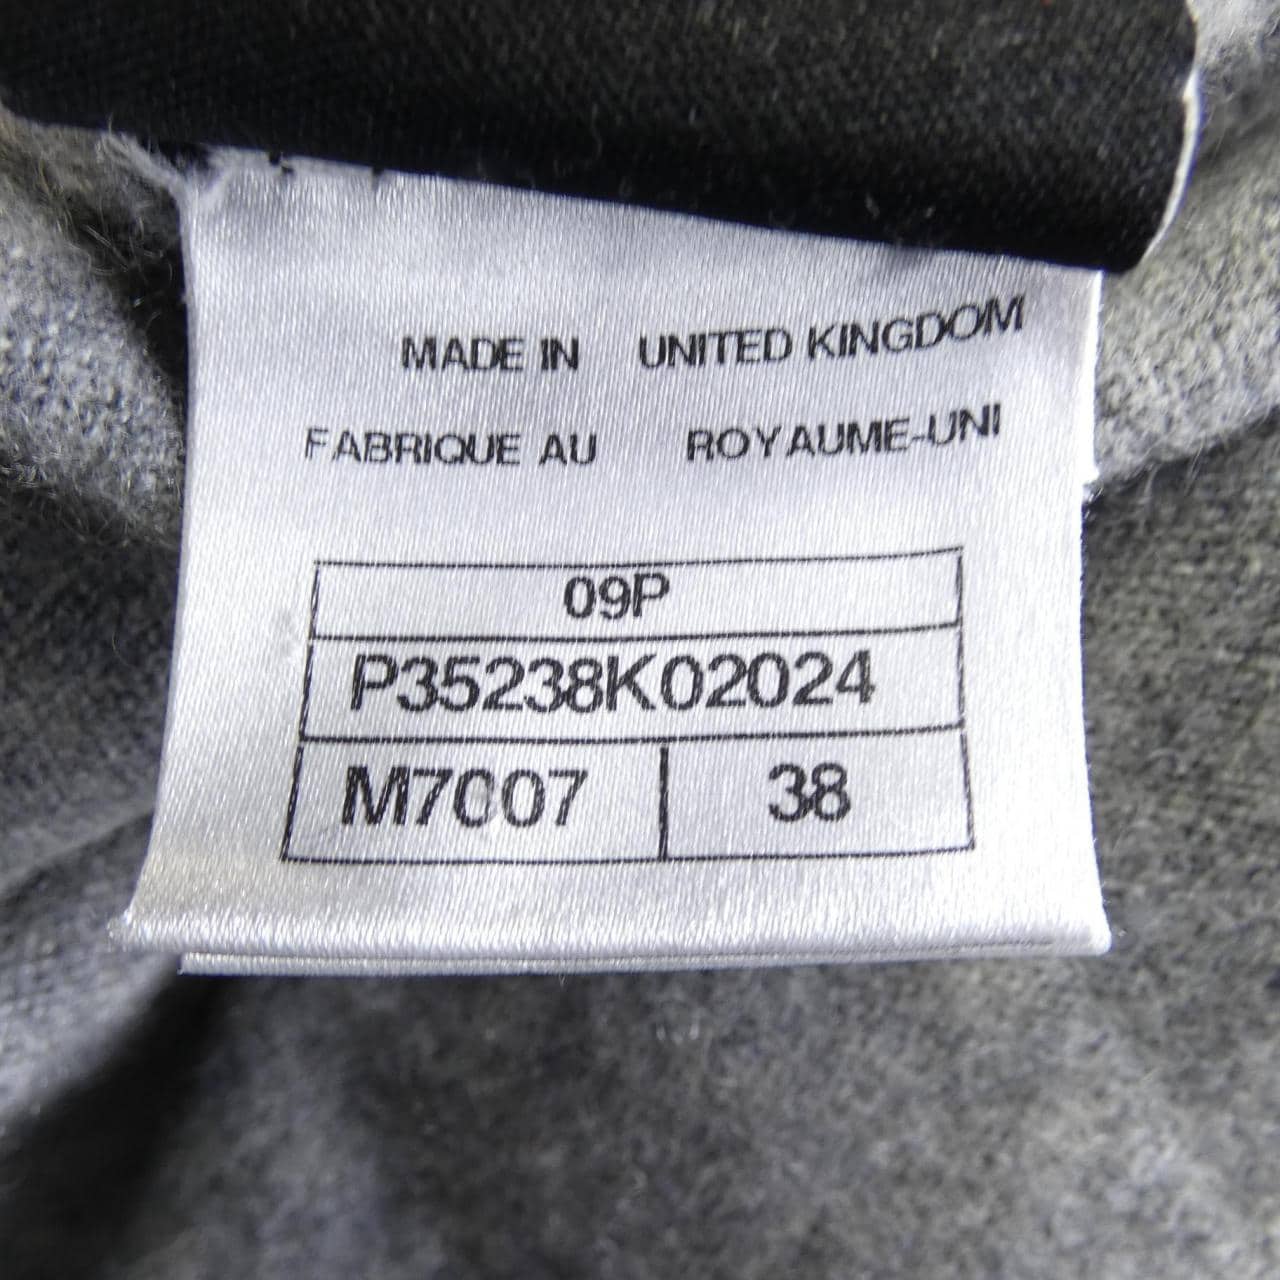 MADE IN UNITED KINGDOM
FABRIQUE AU ROYAUME-UNI
09P
P35238K02024
M7007 38